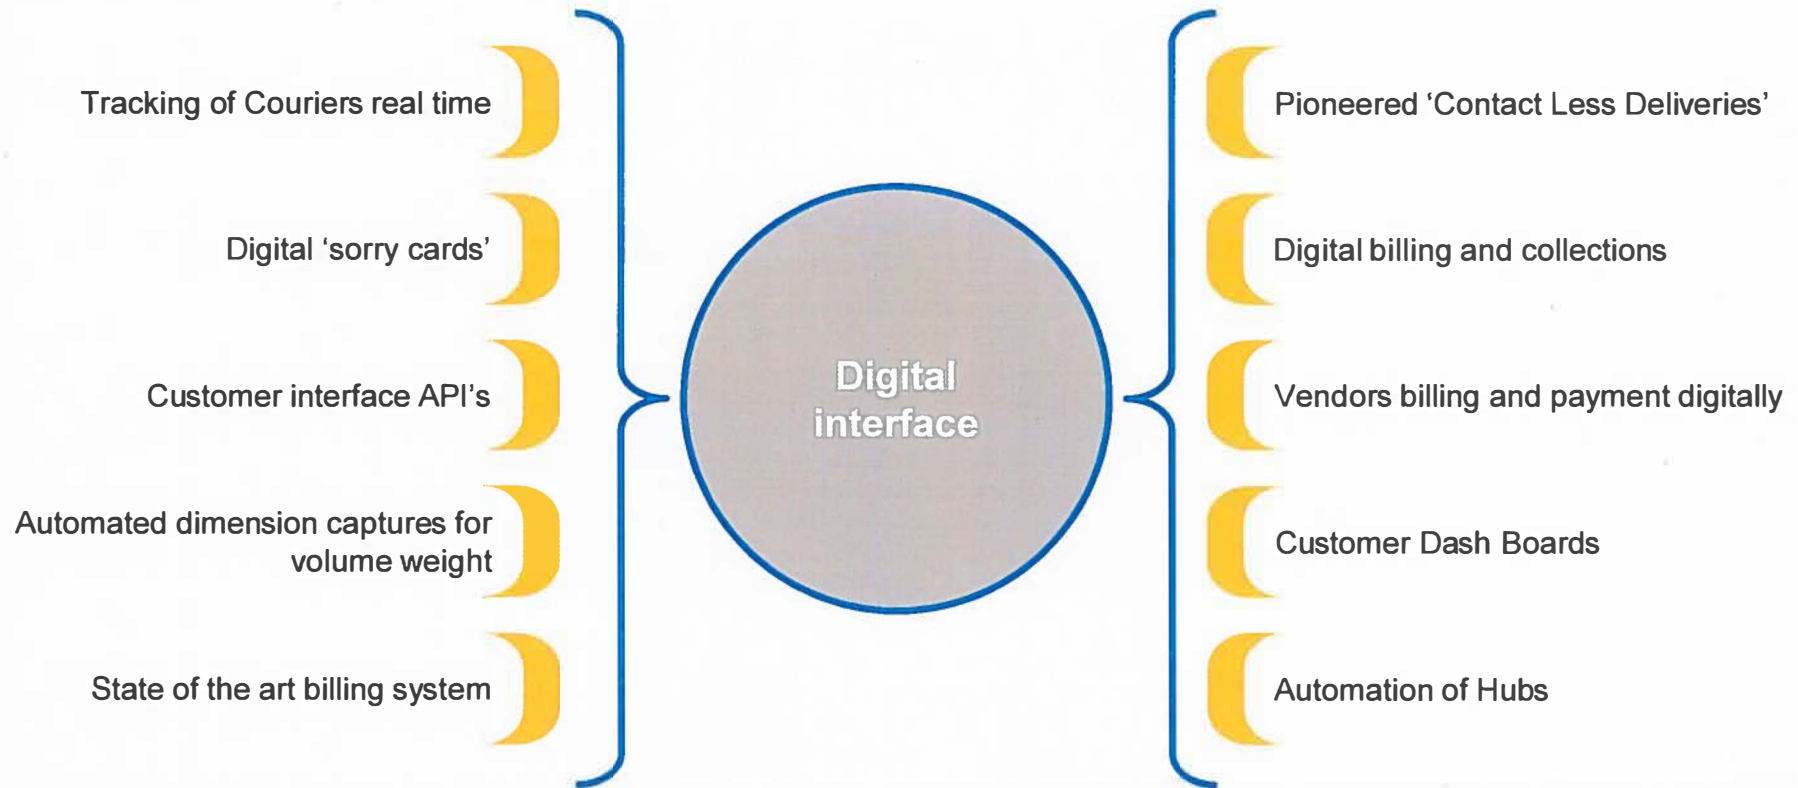 Tracking of Couriers real time
Digital ‘sorry cards’
Customer interface API’s
Automated dimension captures for
volume weight
State of the art billing system
Digital
interface
Pioneered ‘Contact Less Deliveries’
Digital billing and collections
Vendors billing and payment digitally
Customer Dash Boards
Automation of Hubs